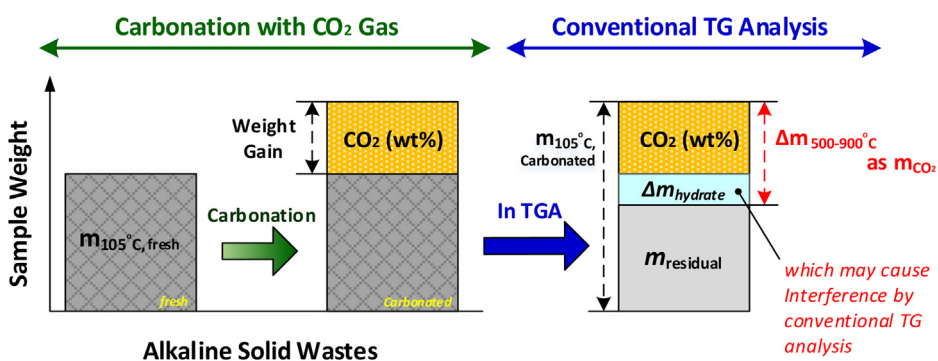 Carbonation with CO₂ Gas
Conventional TG Analysis
Sample Weight
m105°C, fresh
fresh
Carbonation
Weight
Gain
CO₂ (wt%)
Carbonated
In TGA
m105°C,
Carbonated
CO₂ (wt%)
Δmhydrate
mresidual
Δm500-900°C
as mCO₂
which may cause
Interference by
conventional TG
analysis
Alkaline Solid Wastes